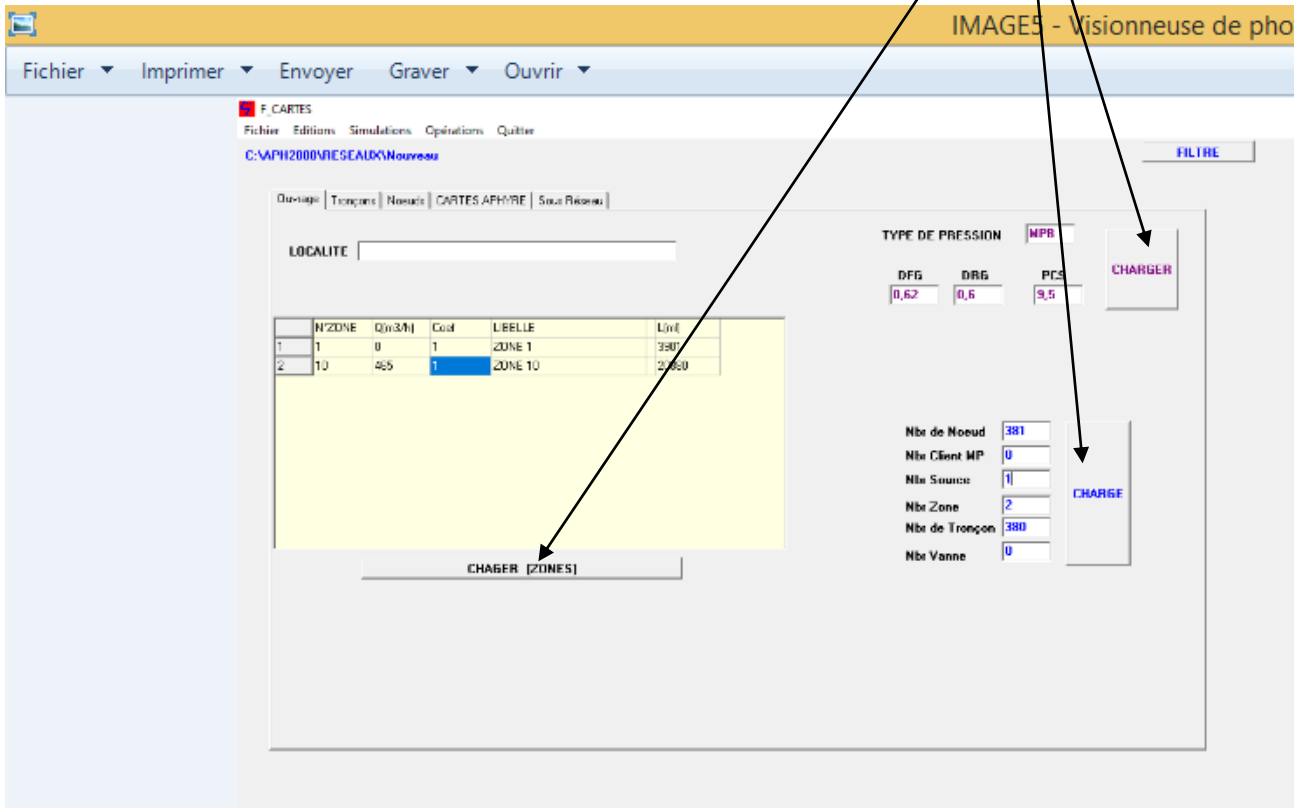 IMAGE5 - Visionneuse de pho
Fichier Imprimer Envoyer Graver Ouvrir
F_CARTES
Fichier Editions Simulations Opérations Quitter
C:\APH2000\RESEAUX\Nouveau
FILTRE
Ouvrage Tronçons Noeuds CARTES APHYRE Sous Réseau
TYPE DE PRESSION MPB
LOCALITE
CHARGER
DFG DRG PCS
0,62 0,6 9,5
N°ZONE Q(m3/h) Coef LIBELLE L(ml)
1 1 0 1 ZONE 1
2 10 465 1 ZONE 10
Nbr de Noeud 381
Nbr Client MP 0
Nbr Source 1
CHARGE
Nbr Zone 2
Nbr de Tronçon 380
Nbr Vanne 0
CHAGER [ZONES]